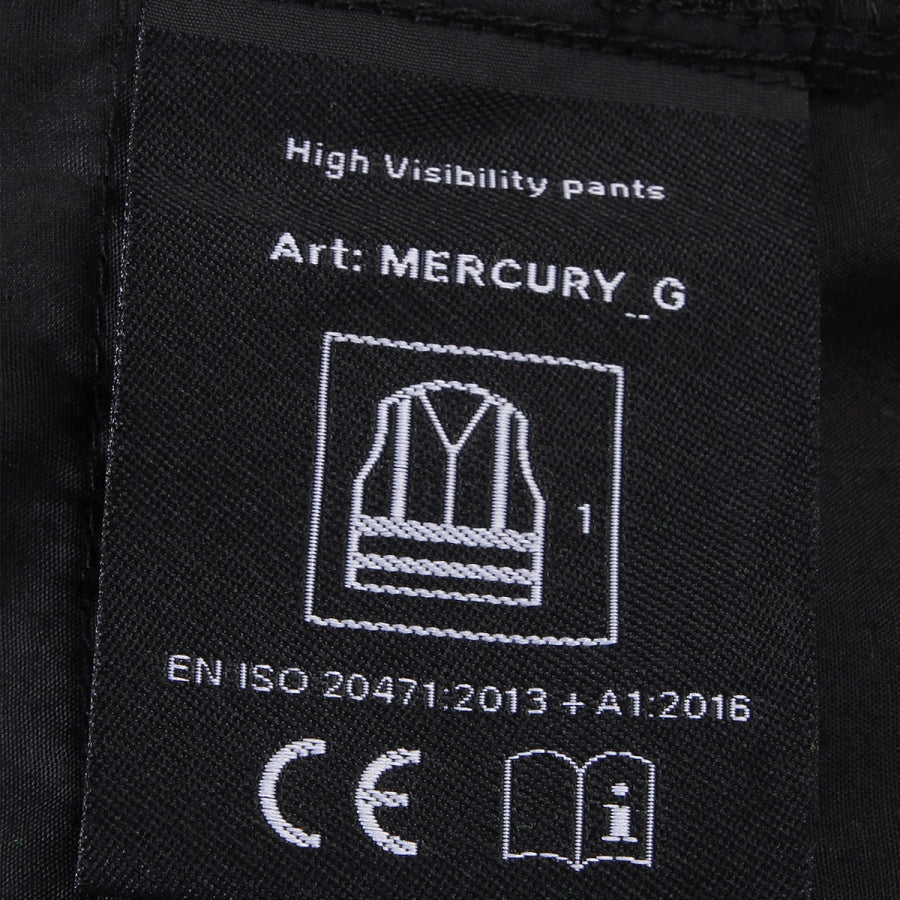 High Visibility pants
Art: MERCURY_G
1
EN ISO 20471:2013 + A1:2016
CE i